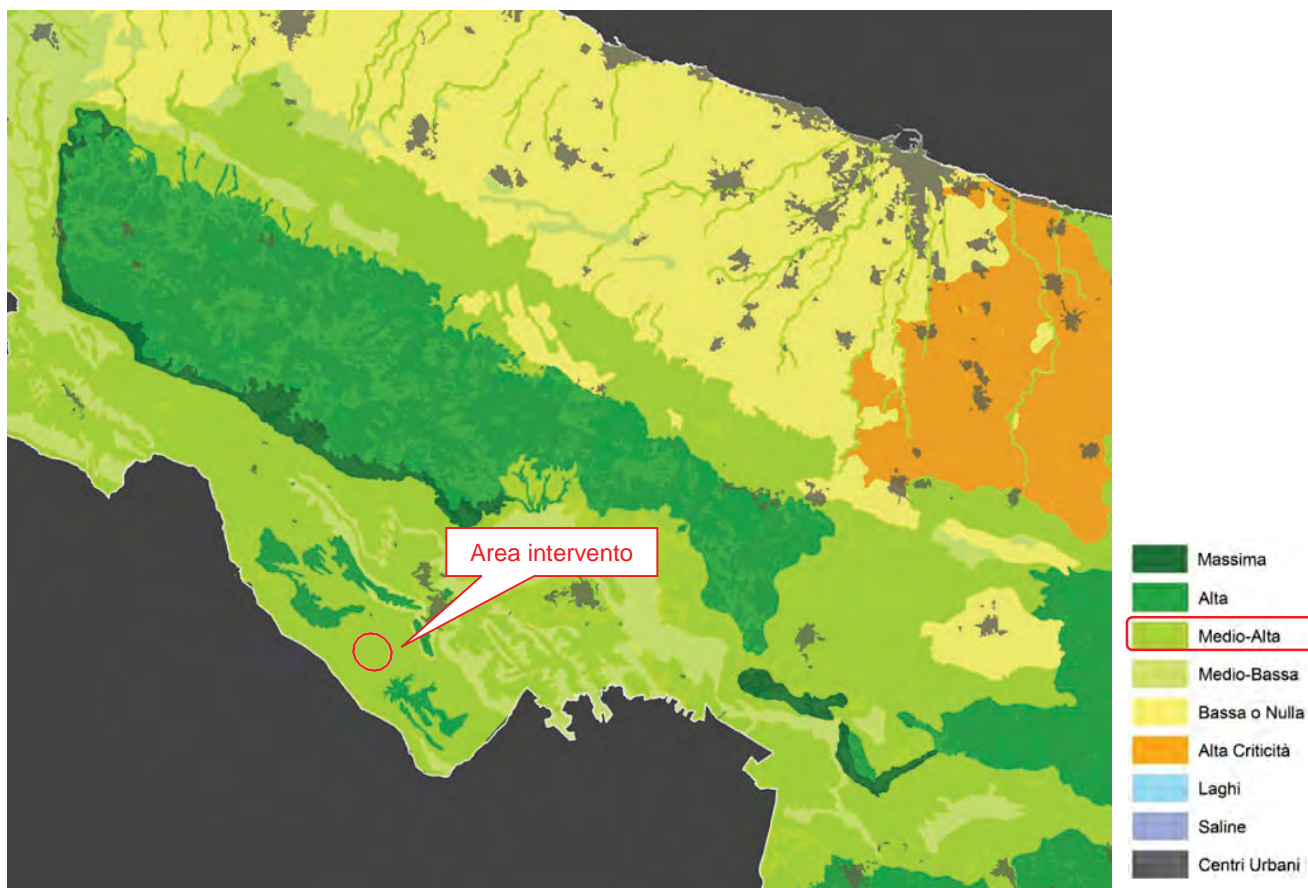 Area intervento
Massima
Alta
Medio-Alta
Medio-Bassa
Bassa o Nulla
Alta Criticità
Laghi
Saline
Centri Urbani